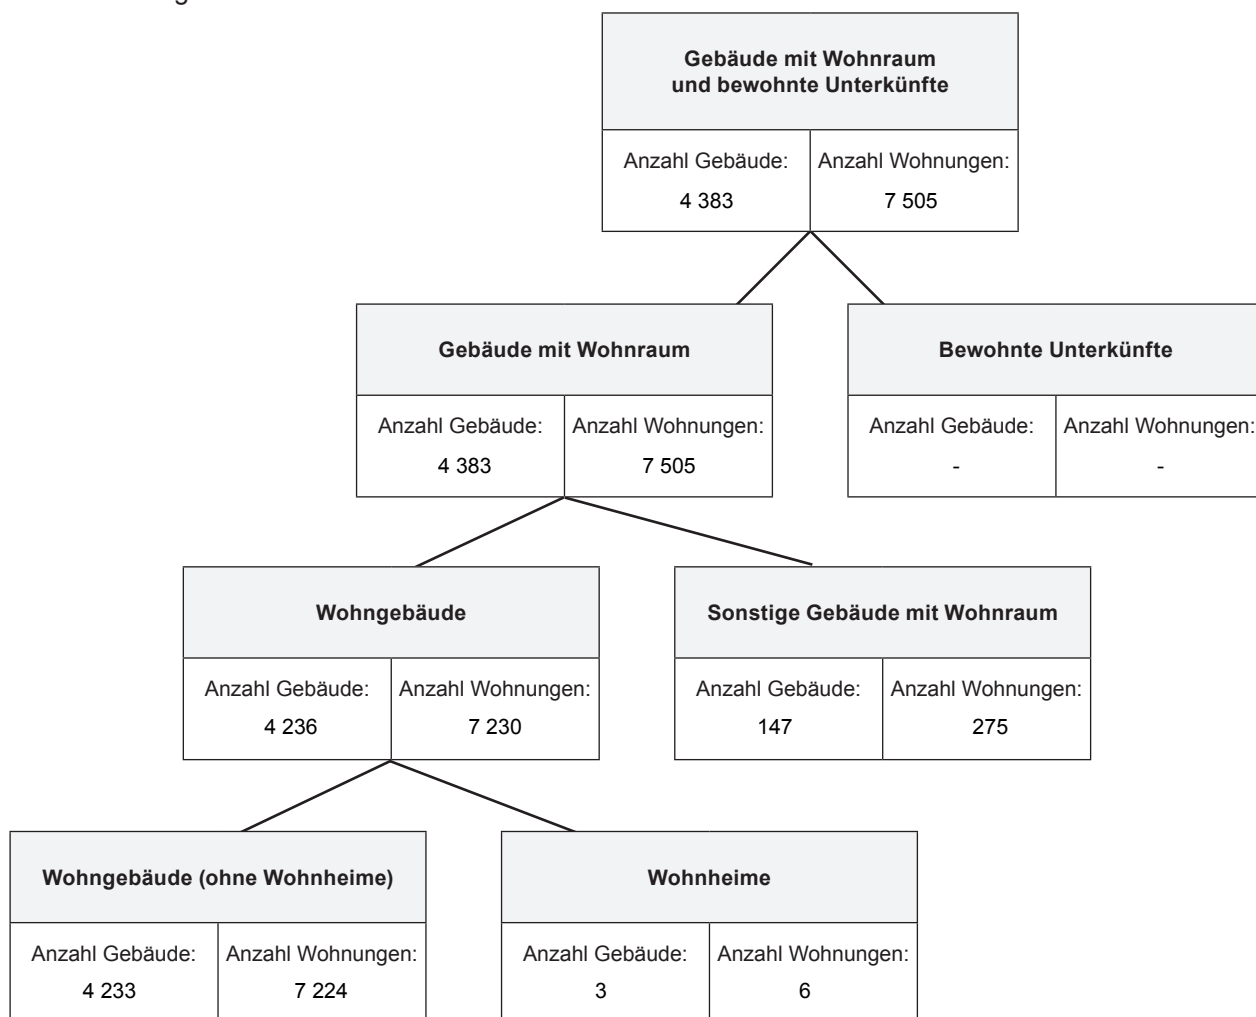 Gebäude mit Wohnraum
und bewohnte Unterkünfte
Anzahl Gebäude: Anzahl Wohnungen:
4 383 7 505
Gebäude mit Wohnraum Bewohnte Unterkünfte
Anzahl Gebäude: Anzahl Wohnungen: Anzahl Gebäude: Anzahl Wohnungen:
4 383 7 505 - -
Wohngebäude Sonstige Gebäude mit Wohnraum
Anzahl Gebäude: Anzahl Wohnungen: Anzahl Gebäude: Anzahl Wohnungen:
4 236 7 230 147 275
Wohngebäude (ohne Wohnheime) Wohnheime
Anzahl Gebäude: Anzahl Wohnungen: Anzahl Gebäude: Anzahl Wohnungen:
4 233 7 224 3 6